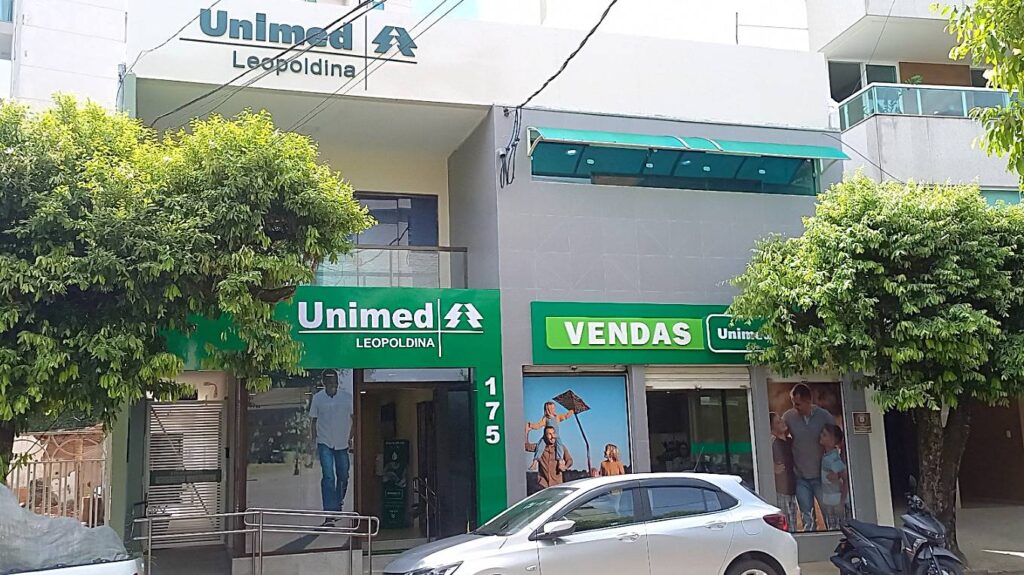 Unimed
Leopoldina
Unimed
LEOPOLDINA
VENDAS
Unimed
175